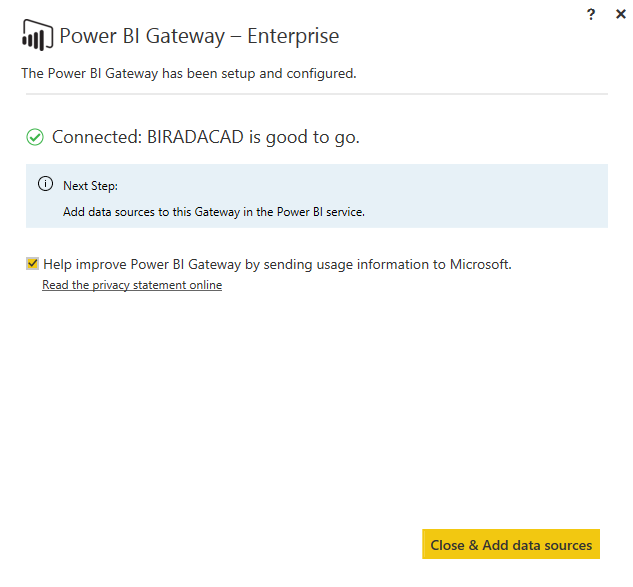 ? ×
Power BI Gateway – Enterprise
The Power BI Gateway has been setup and configured.
Connected: BIRADACAD is good to go.
Next Step:
Add data sources to this Gateway in the Power BI service.
Help improve Power BI Gateway by sending usage information to Microsoft.
Read the privacy statement online
Close & Add data sources